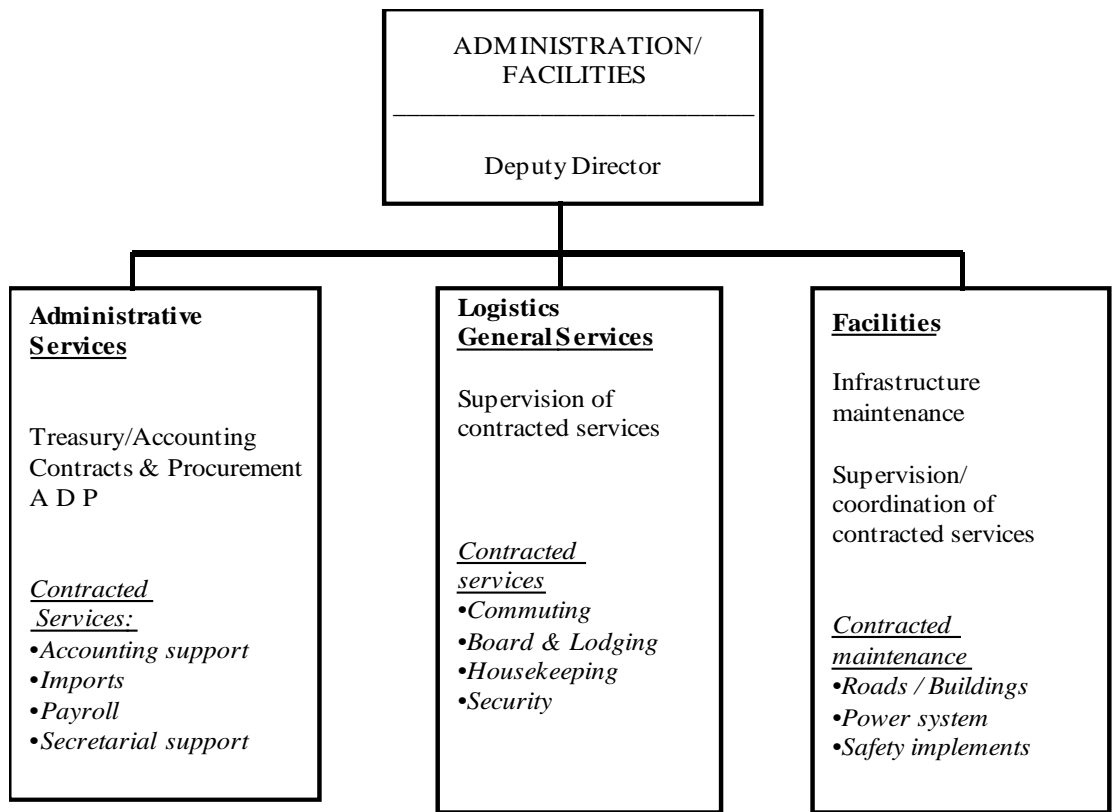 ADMINISTRATION/
FACILITIES
Deputy Director
Administrative
Services
Treasury/Accounting
Contracts & Procurement
A D P
Contracted
Services:
•Accounting support
•Imports
•Payroll
•Secretarial support
Logistics
General Services
Supervision of
contracted services
Contracted
services
•Commuting
•Board & Lodging
•Housekeeping
•Security
Facilities
Infrastructure
maintenance
Supervision/
coordination of
contracted services
Contracted
maintenance
•Roads / Buildings
•Power system
•Safety implements